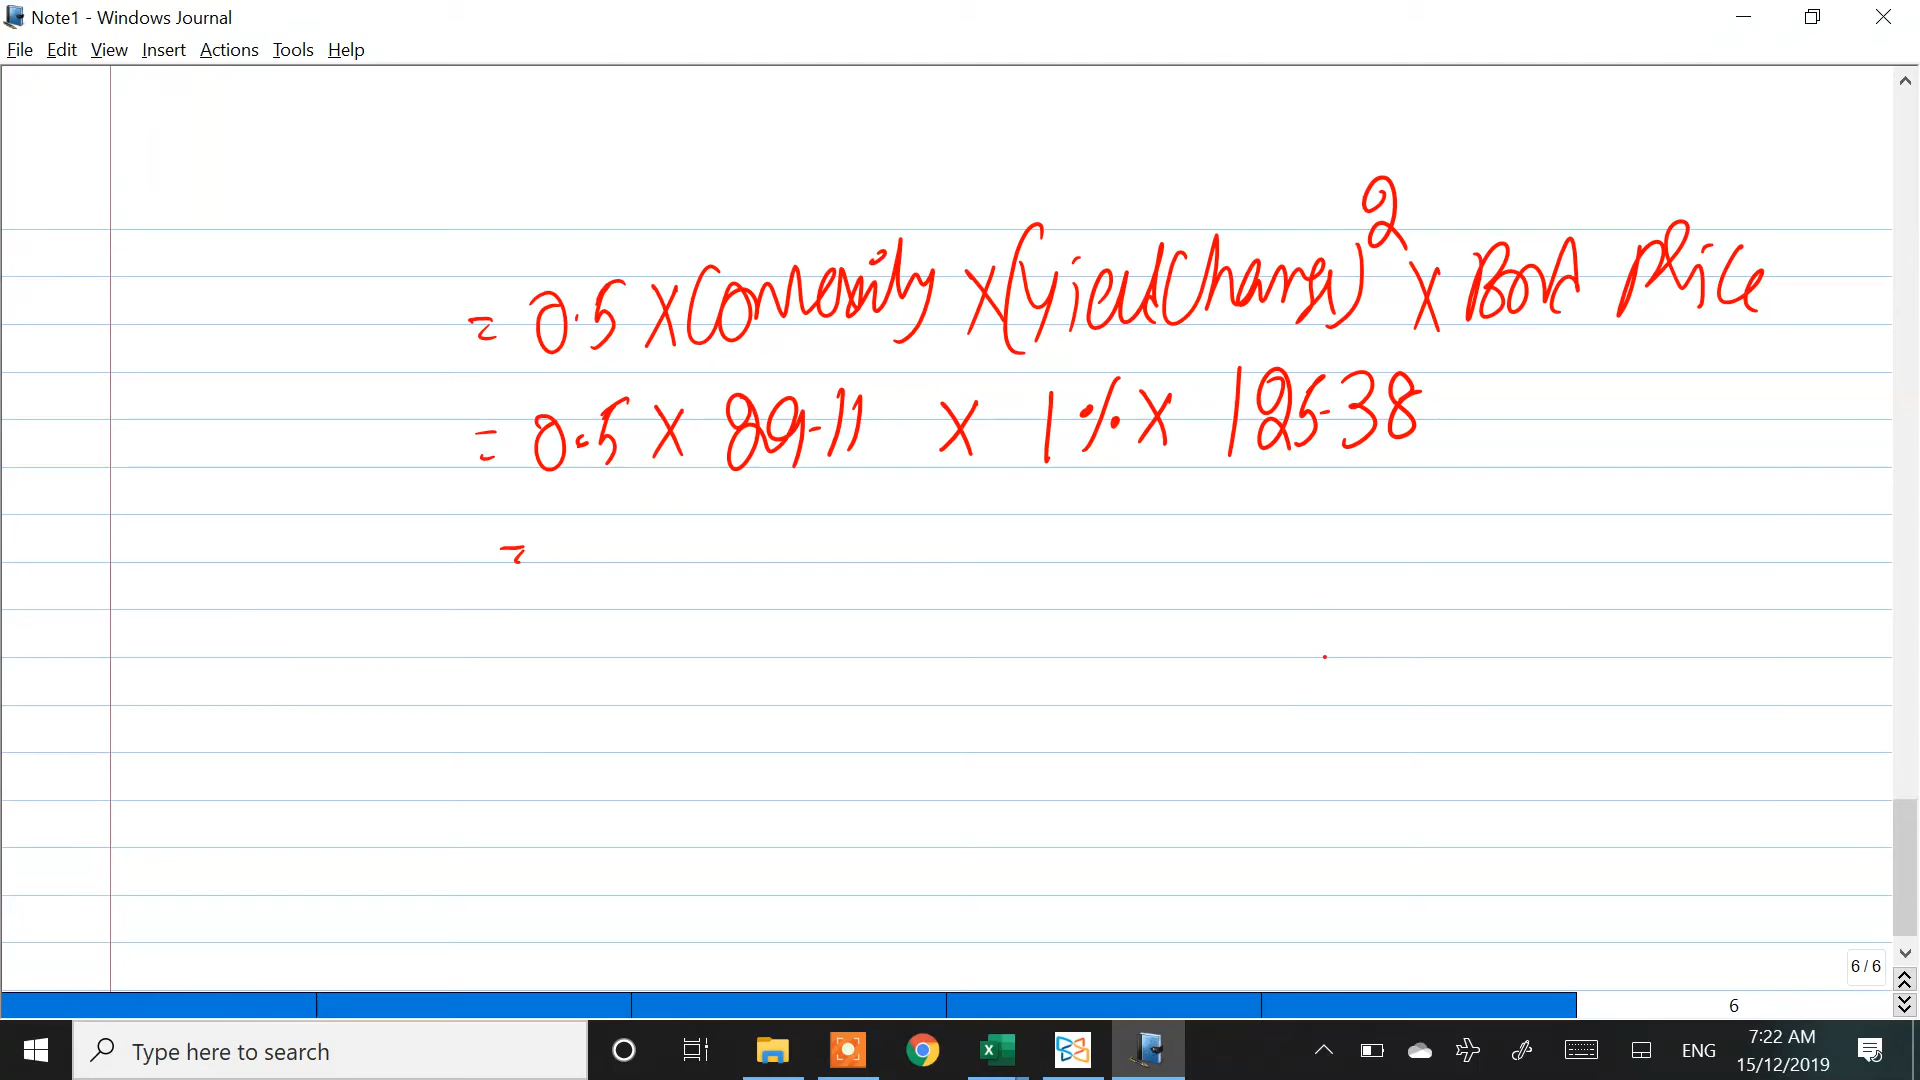 Note1 - Windows Journal
File Edit View Insert Actions Tools Help
= 0.5 x Convexity x (Yield Change)² x Bond Price
= 0.5 x 89.11 x 1% x 125.38
=
6 / 6
6
Type here to search
ENG
7:22 AM
15/12/2019